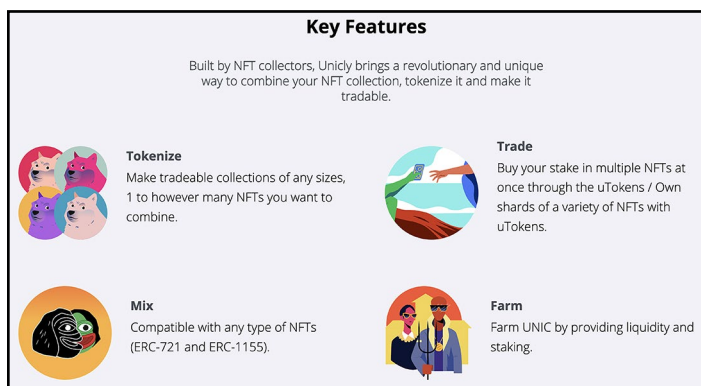 Key Features
Built by NFT collectors, Unicly brings a revolutionary and unique
way to combine your NFT collection, tokenize it and make it
tradable.
Tokenize
Make tradeable collections of any sizes,
1 to however many NFTs you want to
combine.
Trade
Buy your stake in multiple NFTs at
once through the uTokens / Own
shards of a variety of NFTs with
uTokens.
Mix
Compatible with any type of NFTs
(ERC-721 and ERC-1155).
Farm
Farm UNIC by providing liquidity and
staking.